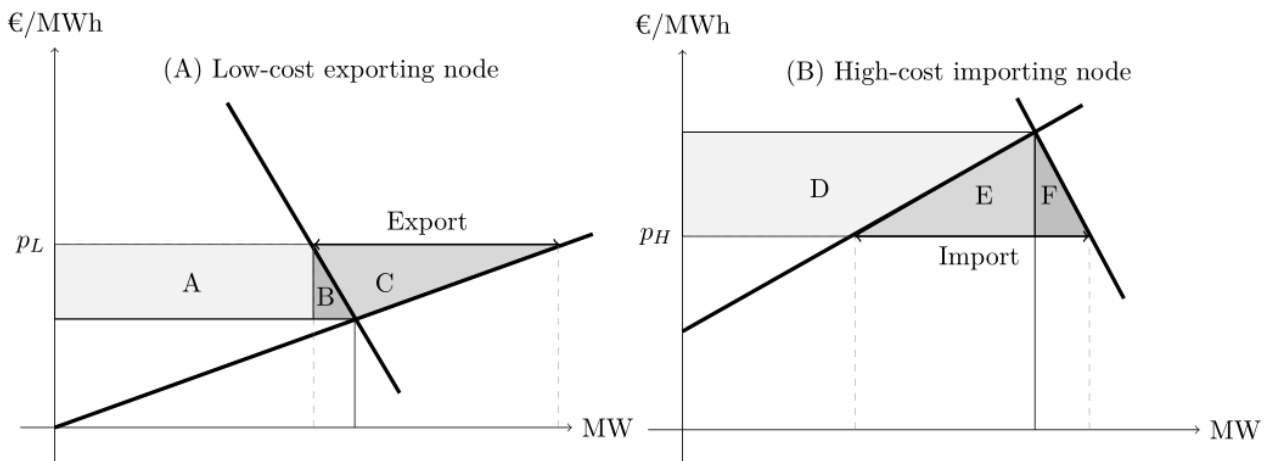 €/MWh
(A) Low-cost exporting node
Export
p_L
A
B
C
MW
€/MWh
(B) High-cost importing node
D
E
F
p_H
Import
MW